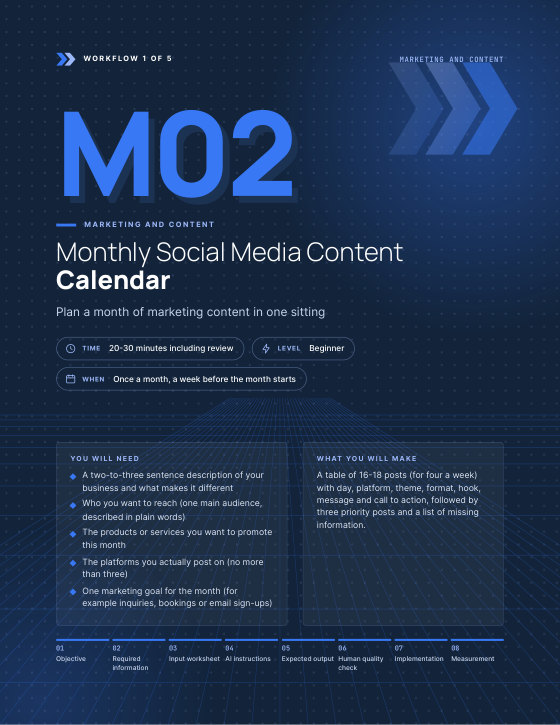 WORKFLOW 1 OF 5
MARKETING AND CONTENT
M02
MARKETING AND CONTENT
Monthly Social Media Content
Calendar
Plan a month of marketing content in one sitting
TIME 20-30 minutes including review
LEVEL Beginner
WHEN Once a month, a week before the month starts
YOU WILL NEED
A two-to-three sentence description of your
business and what makes it different
Who you want to reach (one main audience,
described in plain words)
The products or services you want to promote
this month
The platforms you actually post on (no more
than three)
One marketing goal for the month (for
example inquiries, bookings or email sign-ups)
WHAT YOU WILL MAKE
A table of 16-18 posts (for four a week)
with day, platform, theme, format, hook,
message and call to action, followed by
three priority posts and a list of missing
information.
01
Objective
02
Required
information
03
Input worksheet
04
AI instructions
05
Expected output
06
Human quality
check
07
Implementation
08
Measurement